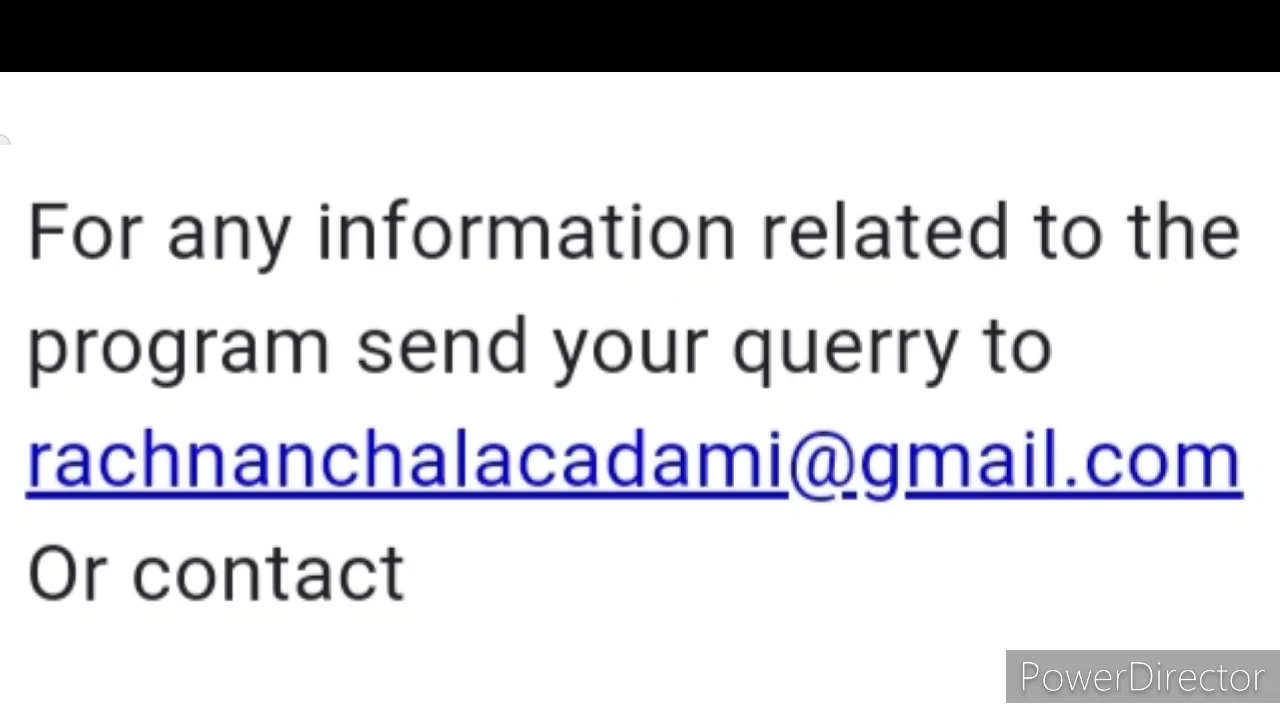 For any information related to the
program send your querry to
rachnanchalacadami@gmail.com
Or contact
PowerDirector